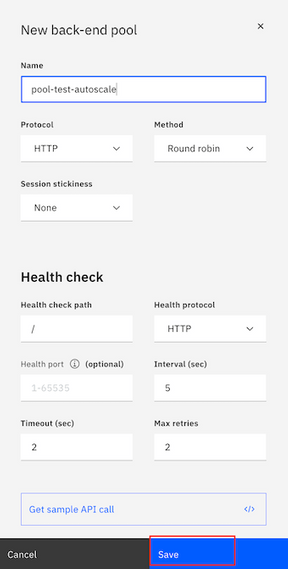 New back-end pool
Name
pool-test-autoscale
Protocol
Method
HTTP
Round robin
Session stickiness
None
Health check
Health check path
Health protocol
/
HTTP
Health port (optional)
Interval (sec)
1-65535
5
Timeout (sec)
Max retries
2
2
Get sample API call
Cancel
Save